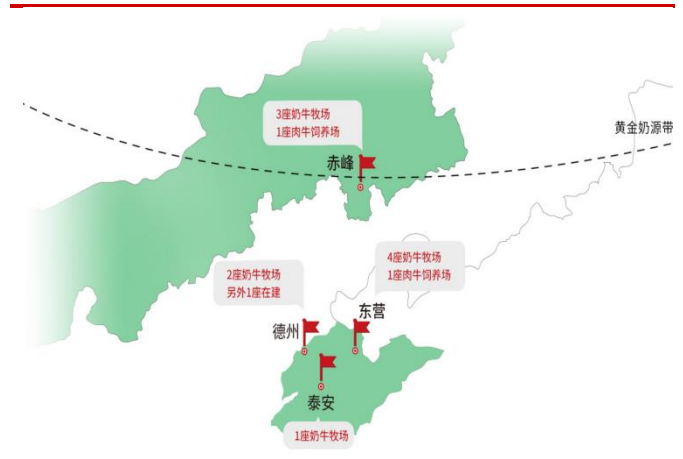 3座奶牛牧场
1座肉牛饲养场
黄金奶源带
赤峰
4座奶牛牧场
1座肉牛饲养场
2座奶牛牧场
另外1座在建
东营
德州
泰安
1座奶牛牧场